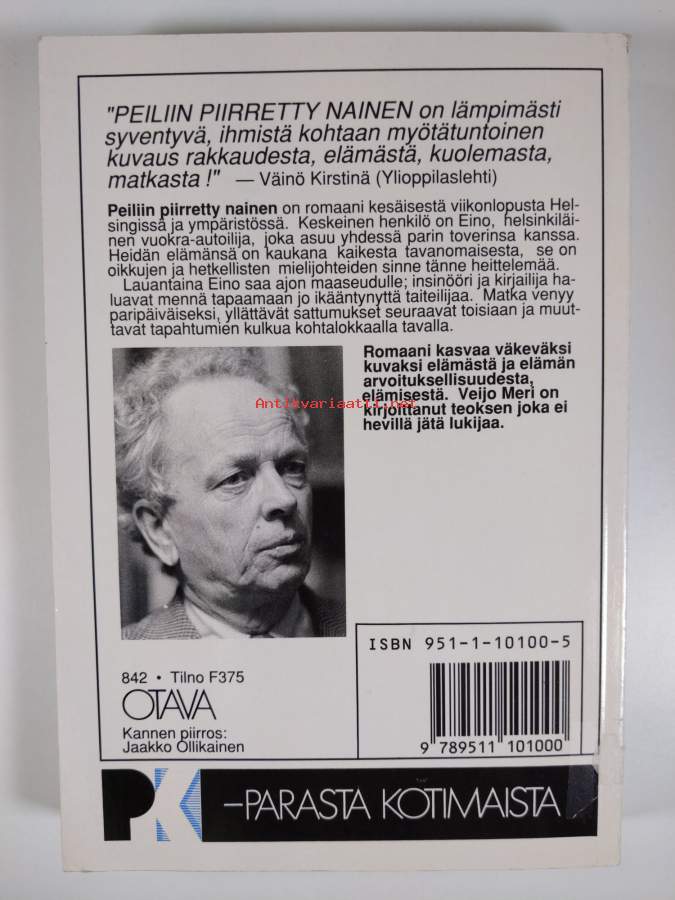 "PEILIIN PIIRRETTY NAINEN on lämpimästi
syventyvä, ihmistä kohtaan myötätuntoinen
kuvaus rakkaudesta, elämästä, kuolemasta,
matkasta !" — Väinö Kirstinä (Ylioppilaslehti)
Peiliin piirretty nainen on romaani kesäisestä viikonlopusta Hel-
singissä ja ympäristössä. Keskeinen henkilö on Eino, helsinkiläi-
nen vuokra-autoilija, joka asuu yhdessä parin toverinsa kanssa.
Heidän elämänsä on kaukana kaikesta tavanomaisesta, se on
oikkujen ja hetkellisten mielijohteiden sinne tänne heittelemää.
Lauantaina Eino saa ajon maaseudulle; insinööri ja kirjailija ha-
luavat mennä tapaamaan jo ikääntynyttä taiteilijaa. Matka venyy
paripäiväiseksi, yllättävät sattumukset seuraavat toisiaan ja muut-
tavat tapahtumien kulkua kohtalokkaalla tavalla.
Romaani kasvaa väkeväksi
kuvaksi elämästä ja elämän
arvoituksellisuudesta,
elämisestä. Veijo Meri on
kirjoittanut teoksen joka ei
hevillä jätä lukijaa.
Antikvariaatti.net
ISBN 951-1-10100-5
9 789511 101000
842 • Tilno F375
OTAVA
Kannen piirros:
Jaakko Ollikainen
PK –PARASTA KOTIMAISTA